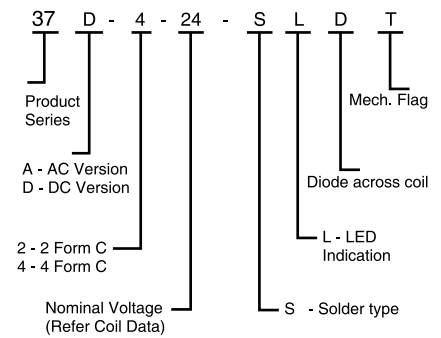 37 D - 4 - 24 - S L D T
Product
Series
Mech. Flag
A - AC Version
D - DC Version
Diode across coil
2 - 2 Form C
4 - 4 Form C
L - LED
Indication
Nominal Voltage
(Refer Coil Data)
S - Solder type